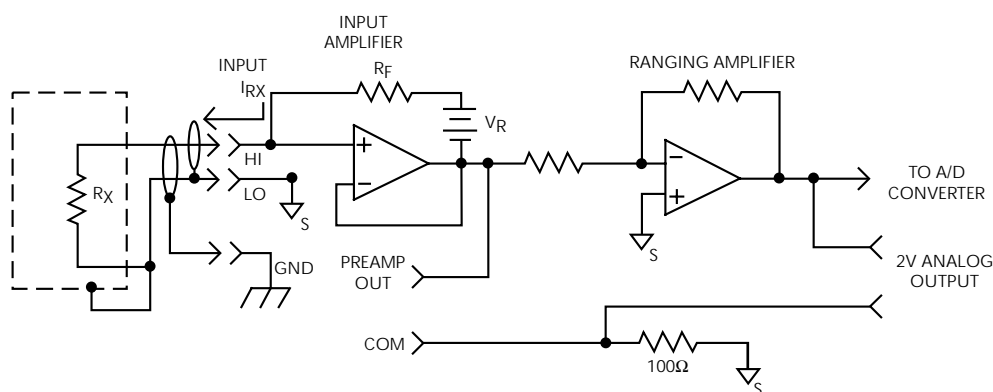 INPUT
AMPLIFIER
RF
INPUT
IRX
VR
RANGING AMPLIFIER
+
−
−
+
HI
LO
S
RX
S
TO A/D
CONVERTER
GND
PREAMP
OUT
2V ANALOG
OUTPUT
COM
100Ω
S